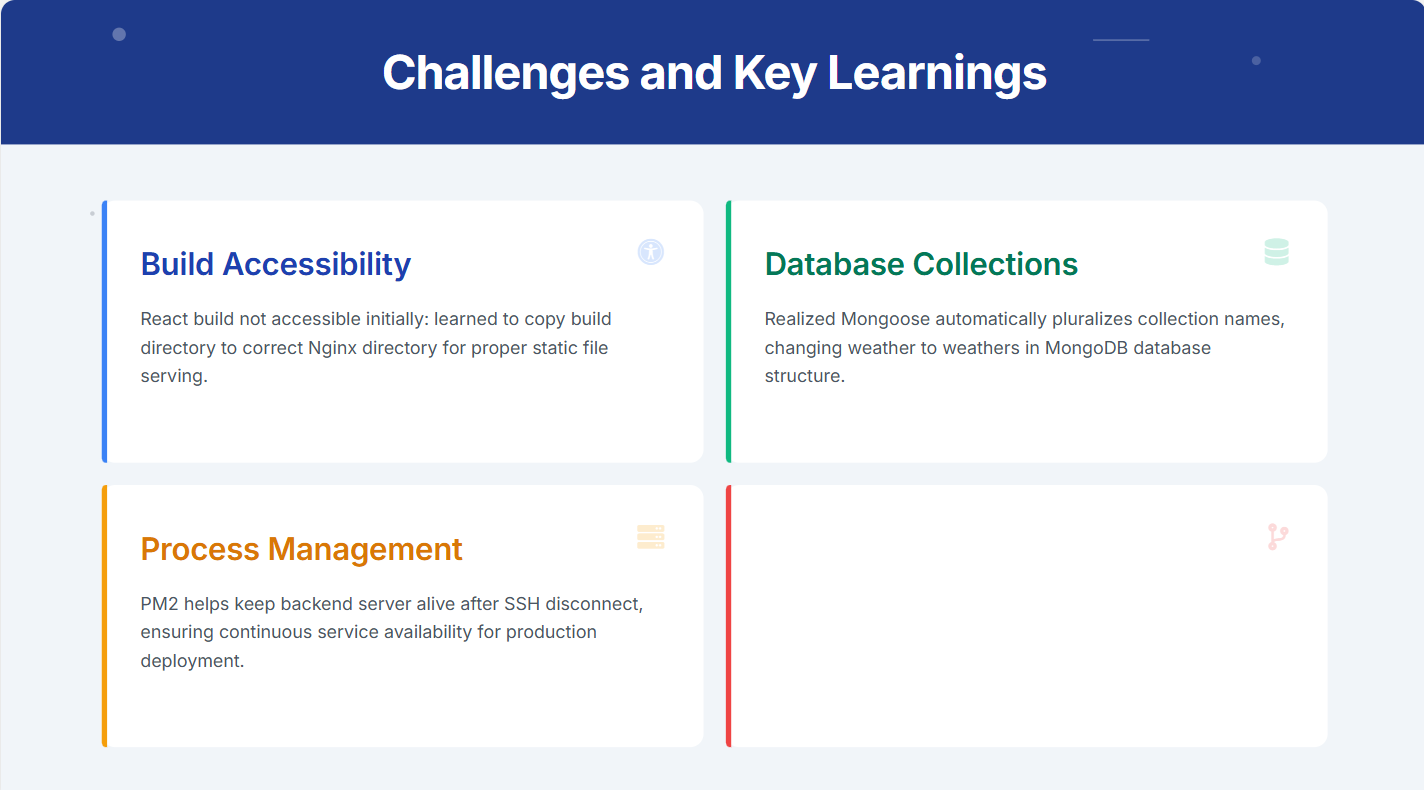 Challenges and Key Learnings
Build Accessibility
React build not accessible initially: learned to copy build
directory to correct Nginx directory for proper static file
serving.
Database Collections
Realized Mongoose automatically pluralizes collection names,
changing weather to weathers in MongoDB database
structure.
Process Management
PM2 helps keep backend server alive after SSH disconnect,
ensuring continuous service availability for production
deployment.